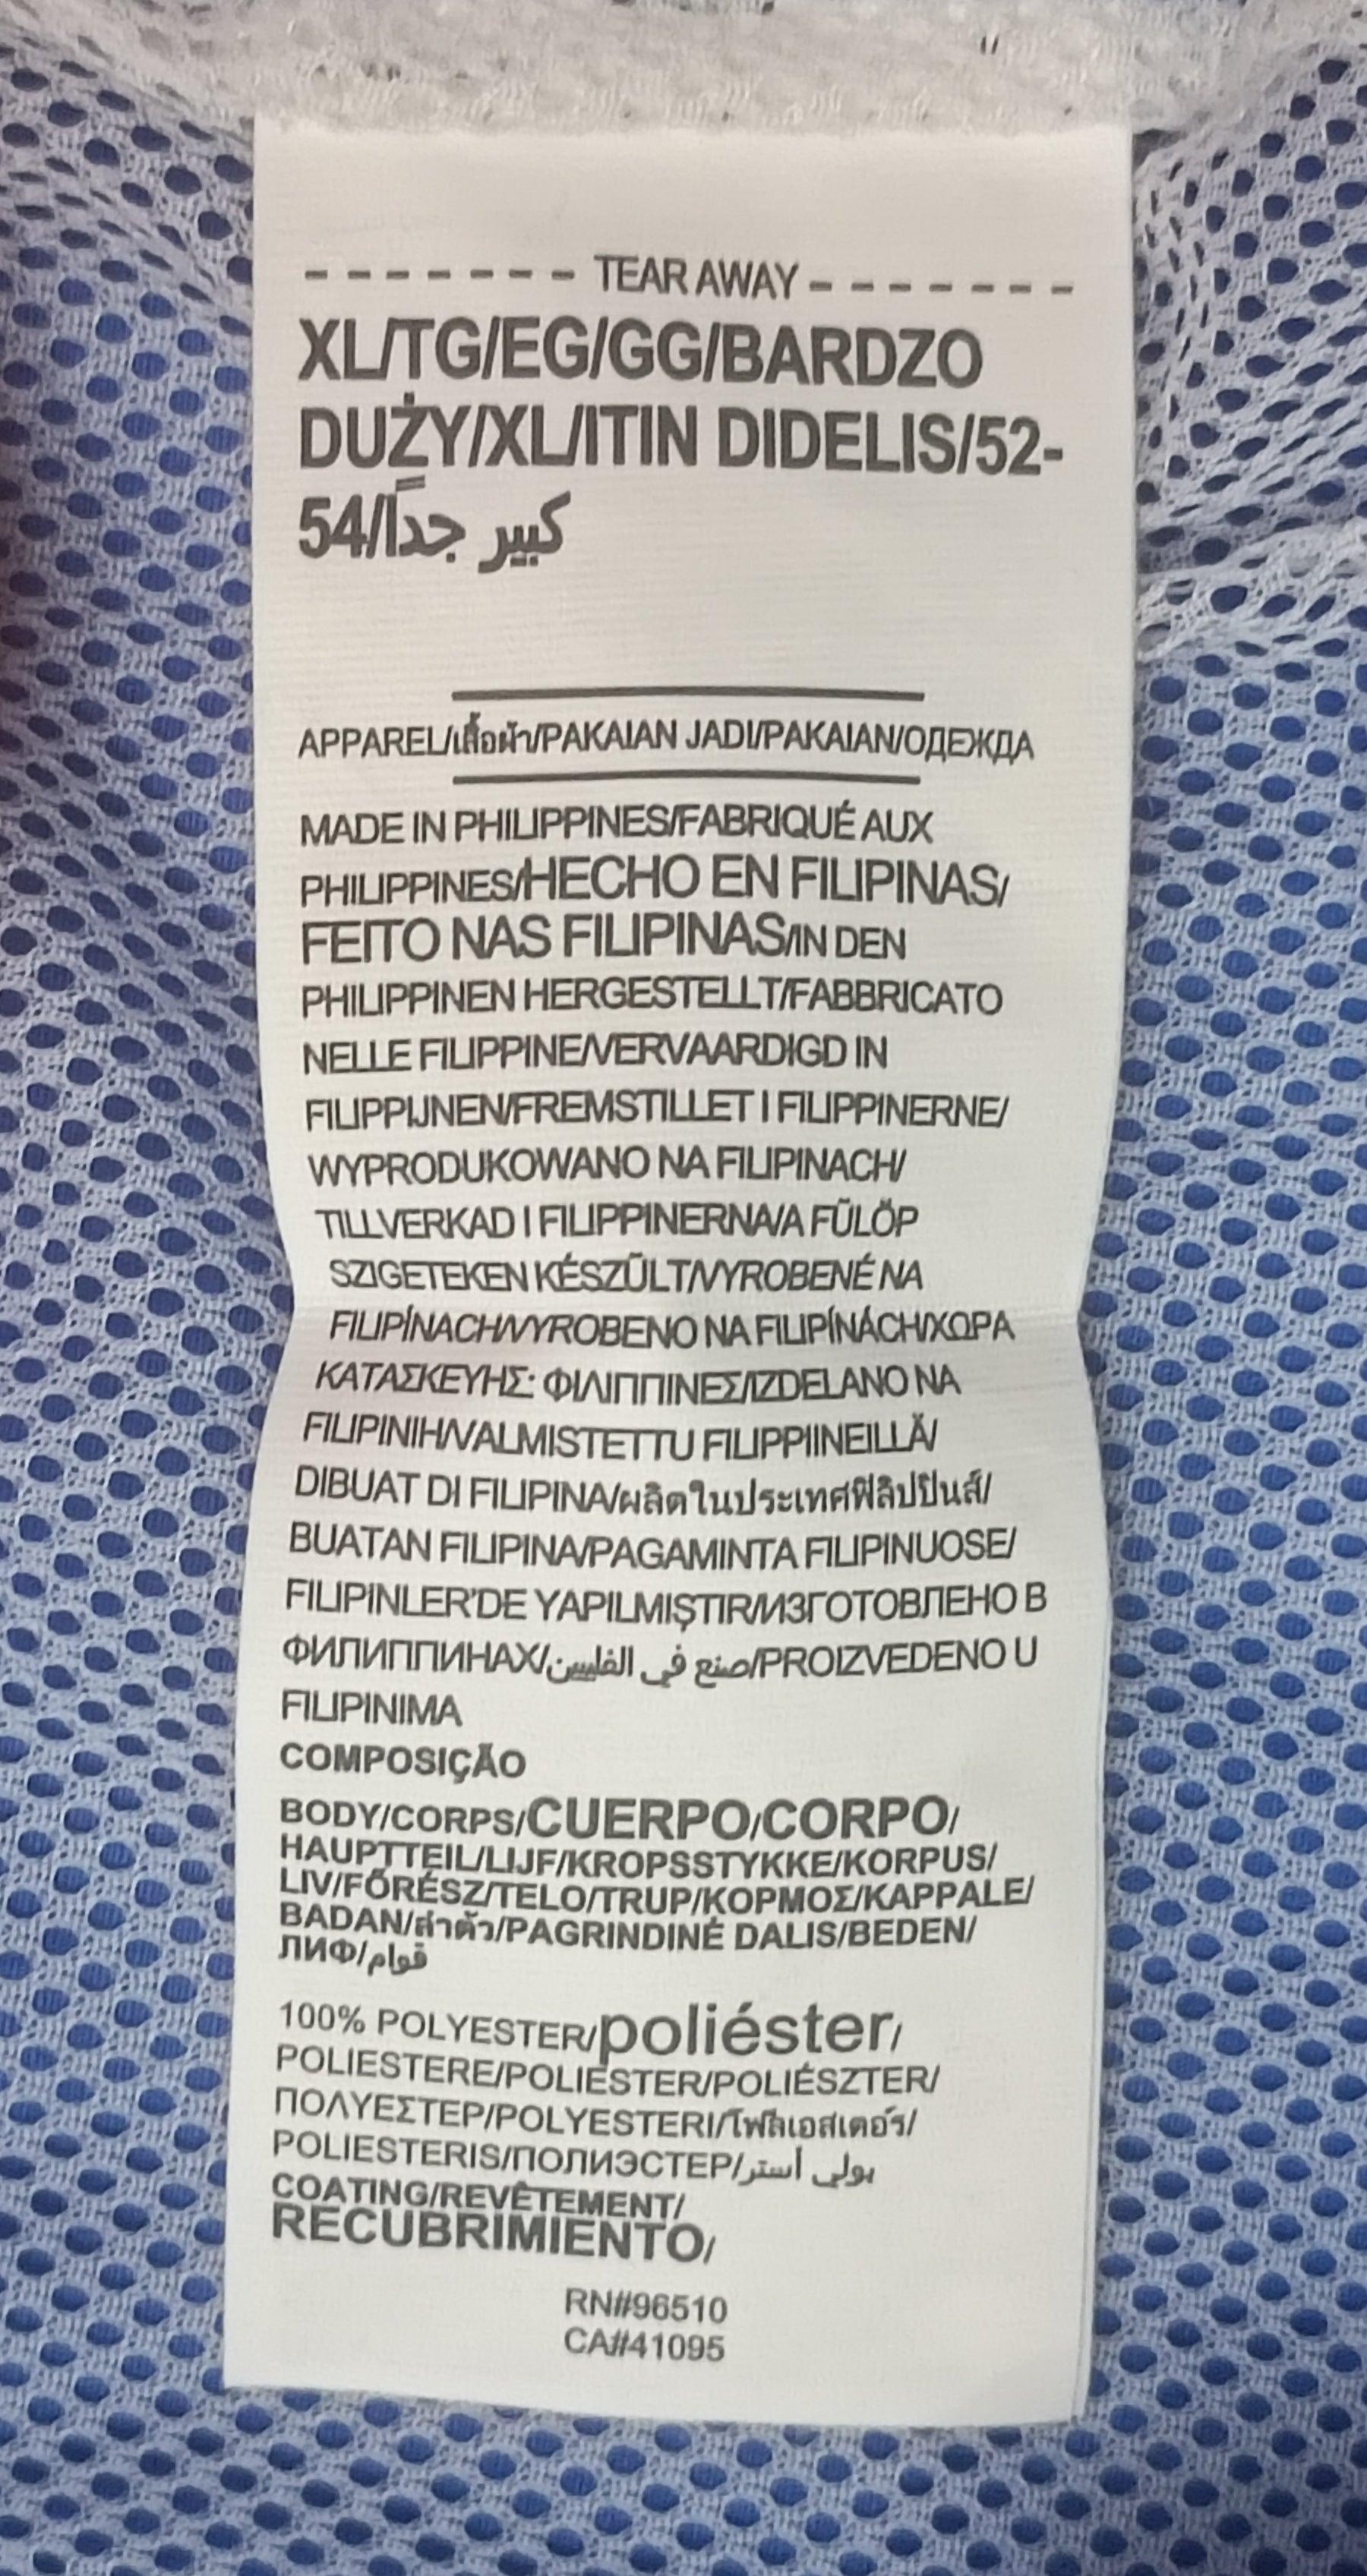 - - - - - - - TEAR AWAY - - - - - - -
XL/TG/EG/GG/BARDZO
DUŻY/XL/ITIN DIDELIS/52-
54/كبير جداً
APPAREL/เสื้อผ้า/PAKAIAN JADI/PAKAIAN/ОДЕЖДА
MADE IN PHILIPPINES/FABRIQUÉ AUX
PHILIPPINES/HECHO EN FILIPINAS/
FEITO NAS FILIPINAS/IN DEN
PHILIPPINEN HERGESTELLT/FABBRICATO
NELLE FILIPPINE/VERVAARDIGD IN
FILIPPIJNEN/FREMSTILLET I FILIPPINERNE/
WYPRODUKOWANO NA FILIPINACH/
TILLVERKAD I FILIPPINERNA/A FÜLÖP
SZIGETEKEN KÉSZÜLT/VYROBENÉ NA
FILIPÍNACH/VYROBENO NA FILIPÍNÁCH/ΧΩΡΑ
ΚΑΤΑΣΚΕΥΗΣ: ΦΙΛΙΠΠΙΝΕΣ/IZDELANO NA
FILIPINIH/VALMISTETTU FILIPPIINEILLÄ/
DIBUAT DI FILIPINA/ผลิตในประเทศฟิลิปปินส์/
BUATAN FILIPINA/PAGAMINTA FILIPINUOSE/
FILIPINLER'DE YAPILMIŞTIR/ИЗГОТОВЛЕНО В
ФИЛИППИНАХ/صنع في الفلبين/PROIZVEDENO U
FILIPINIMA
COMPOSIÇÃO
BODY/CORPS/CUERPO/CORPO/
HAUPTTEIL/LIJF/KROPSSTYKKE/KORPUS/
LIV/FŐRÉSZ/TELO/TRUP/ΚΟΡΜΟΣ/KAPPALE/
BADAN/ลำตัว/PAGRINDINĖ DALIS/BEDEN/
ЛИФ/قوام
100% POLYESTER/poliéster/
POLIESTERE/POLIESTER/POLIÉSZTER/
ΠΟΛΥΕΣΤΕΡ/POLYESTERI/โพลีเอสเตอร์/
POLIESTERIS/ПОЛИЭСТЕР/بولي أستر
COATING/REVÊTEMENT/
RECUBRIMIENTO/
RN#96510
CA#41095